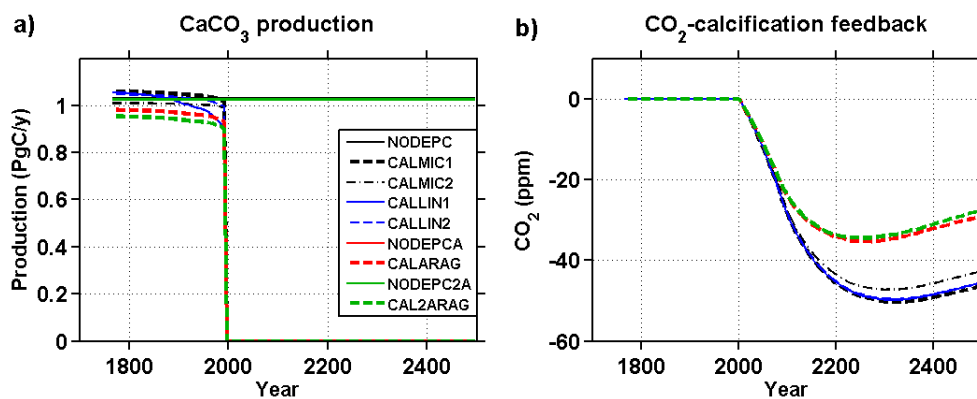 a)
CaCO3 production
Production (PgC/y)
1
0.8
0.6
0.4
0.2
0
1800
2000
2200
2400
Year
NODEPC
CALMIC1
CALMIC2
CALLIN1
CALLIN2
NODEPCA
CALARAG
NODEPC2A
CAL2ARAG
b)
CO2-calcification feedback
CO2 (ppm)
0
-20
-40
-60
1800
2000
2200
2400
Year